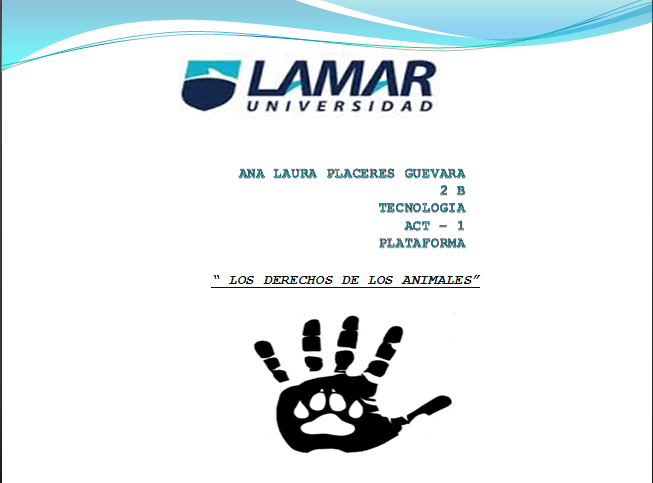 LAMAR
UNIVERSIDAD
ANA LAURA PLACERES GUEVARA
2 B
TECNOLOGIA
ACT – 1
PLATAFORMA
“ LOS DERECHOS DE LOS ANIMALES”